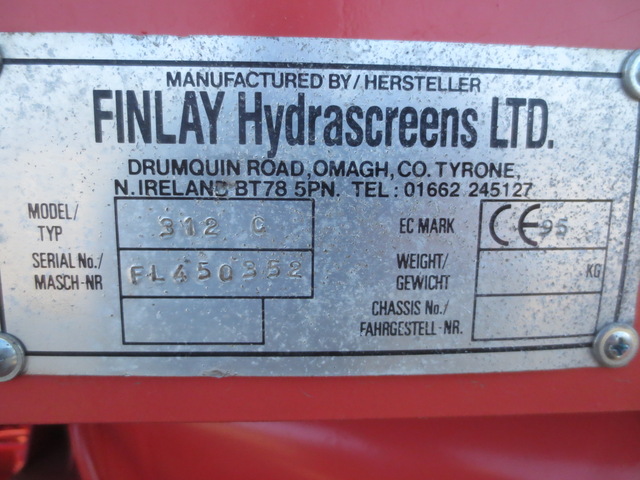 MANUFACTURED BY/HERSTELLER
FINLAY Hydrascreens LTD.
DRUMQUIN ROAD, OMAGH, CO. TYRONE,
N. IRELAND BT78 5PN. TEL: 01662 245127
MODEL/TYP 312
EC MARK CE 95
SERIAL No./MASCH-NR FL450352
WEIGHT/GEWICHT KG
CHASSIS No./FAHRGESTELL-NR.